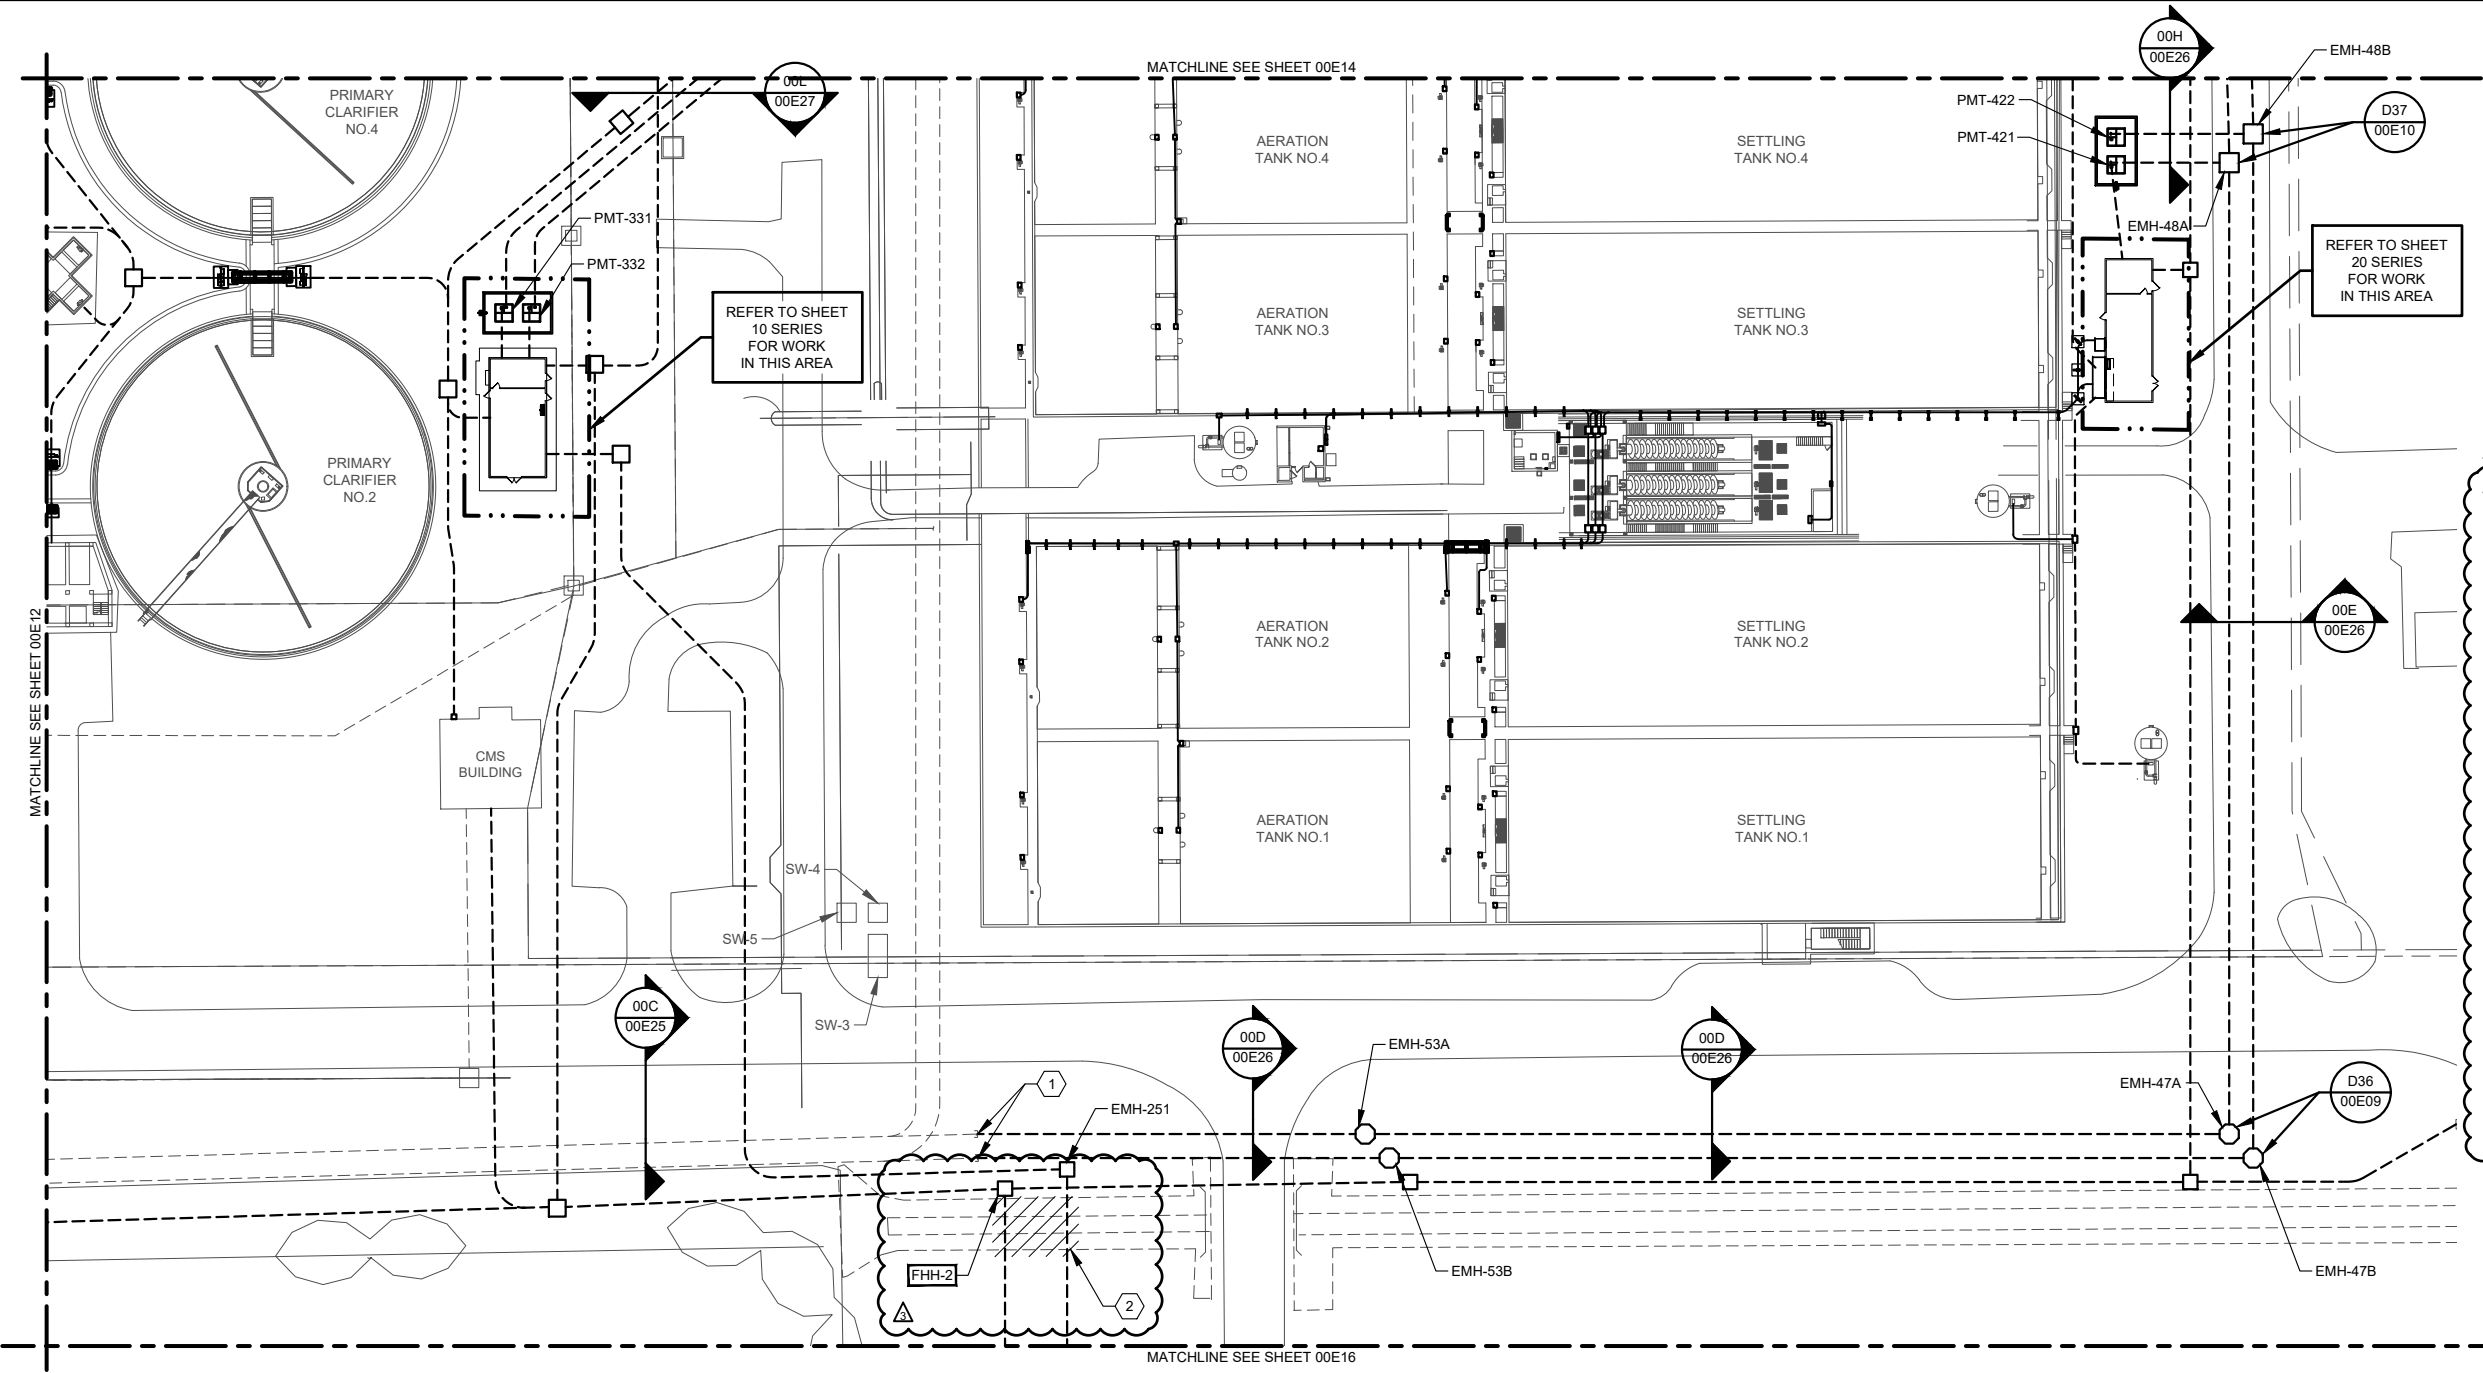 00H
00E26
EMH-48B
MATCHLINE SEE SHEET 00E14
00L
00E27
PRIMARY
CLARIFIER
NO.4
PMT-422
PMT-421
D37
00E10
AERATION
TANK NO.4
SETTLING
TANK NO.4
PMT-331
PMT-332
EMH-48A
REFER TO SHEET
20 SERIES
FOR WORK
IN THIS AREA
REFER TO SHEET
10 SERIES
FOR WORK
IN THIS AREA
AERATION
TANK NO.3
SETTLING
TANK NO.3
PRIMARY
CLARIFIER
NO.2
MATCHLINE SEE SHEET 00E12
AERATION
TANK NO.2
SETTLING
TANK NO.2
00E
00E26
CMS
BUILDING
AERATION
TANK NO.1
SETTLING
TANK NO.1
SW-4
SW-5
SW-3
00C
00E25
00D
00E26
EMH-53A
00D
00E26
EMH-47A
D36
00E09
1
EMH-251
FHH-2
3
2
EMH-53B
EMH-47B
MATCHLINE SEE SHEET 00E16